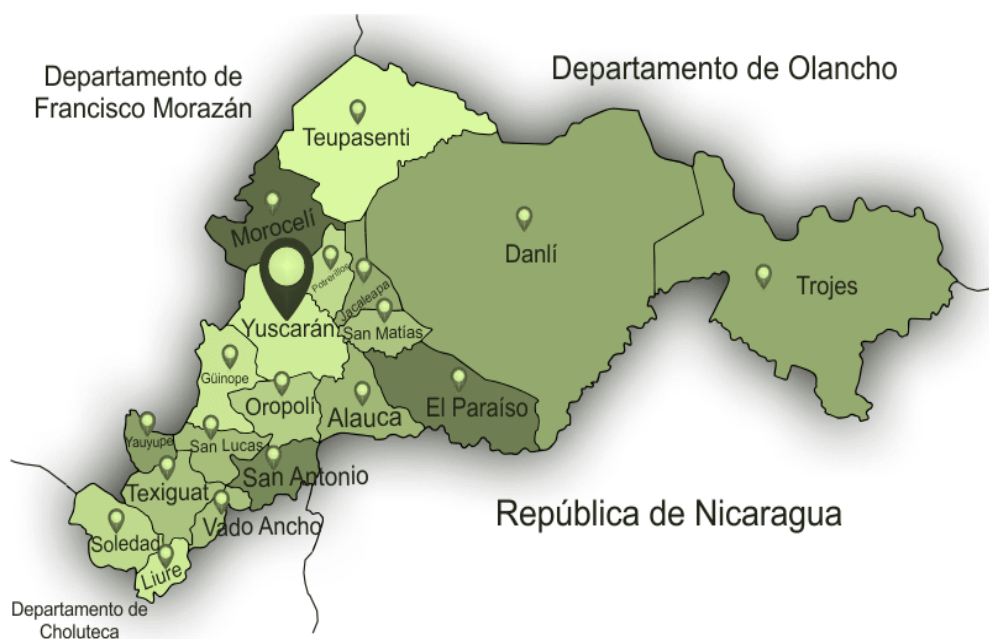 Departamento de
Francisco Morazán
Departamento de Olancho
Teupasenti
Morocelí
Danlí
Potrerillos
Jacaleapa
Trojes
Yuscarán
San Matías
Güinope
Oropolí
Alauca
El Paraíso
Yauyupe
San Lucas
San Antonio
Texiguat
Vado Ancho
República de Nicaragua
Soledad
Liure
Departamento de
Choluteca